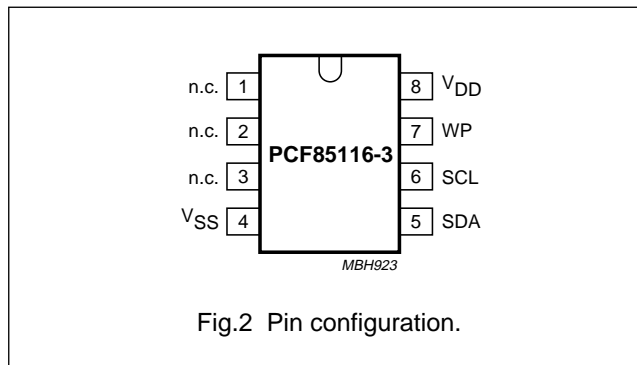 n.c. 1 8 VDD
n.c. 2 7 WP
PCF85116-3
n.c. 3 6 SCL
VSS 4 5 SDA
MBH923
Fig.2 Pin configuration.